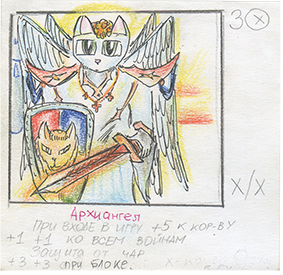 3 X
X/X
Архиангел
ПРИ ВХОДЕ В ИГРУ +5 К КОР-ВУ
+1 +1 КО ВСЕМ ВОЙНАМ
ЗАЩИТА ОТ ЧАР
+3 +3 ПРИ БЛОКЕ.